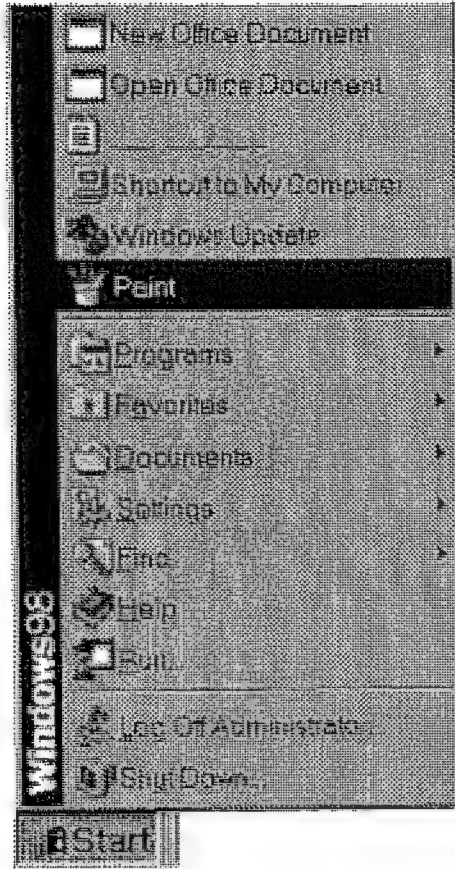 New Office Document
Open Office Document
Shortcut to My Computer
Windows Update
Paint
Programs
Favorites
Documents
Settings
Find
Help
Run...
Log Off Administrator...
Shut Down...
Windows98
Start